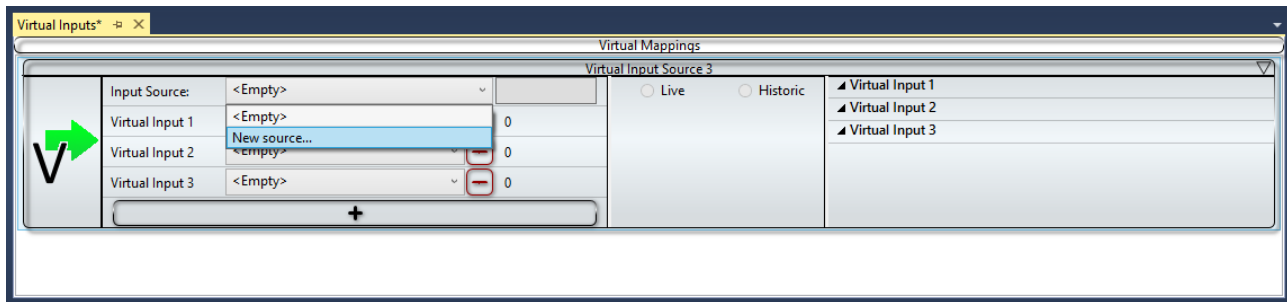 Virtual Inputs*
Virtual Mappings
Virtual Input Source 3
Input Source: <Empty> Live Historic Virtual Input 1
<Empty>
Virtual Input 1 0 Virtual Input 2
New source...
Virtual Input 3
Virtual Input 2 <Empty> 0
Virtual Input 3 <Empty> 0
+
V